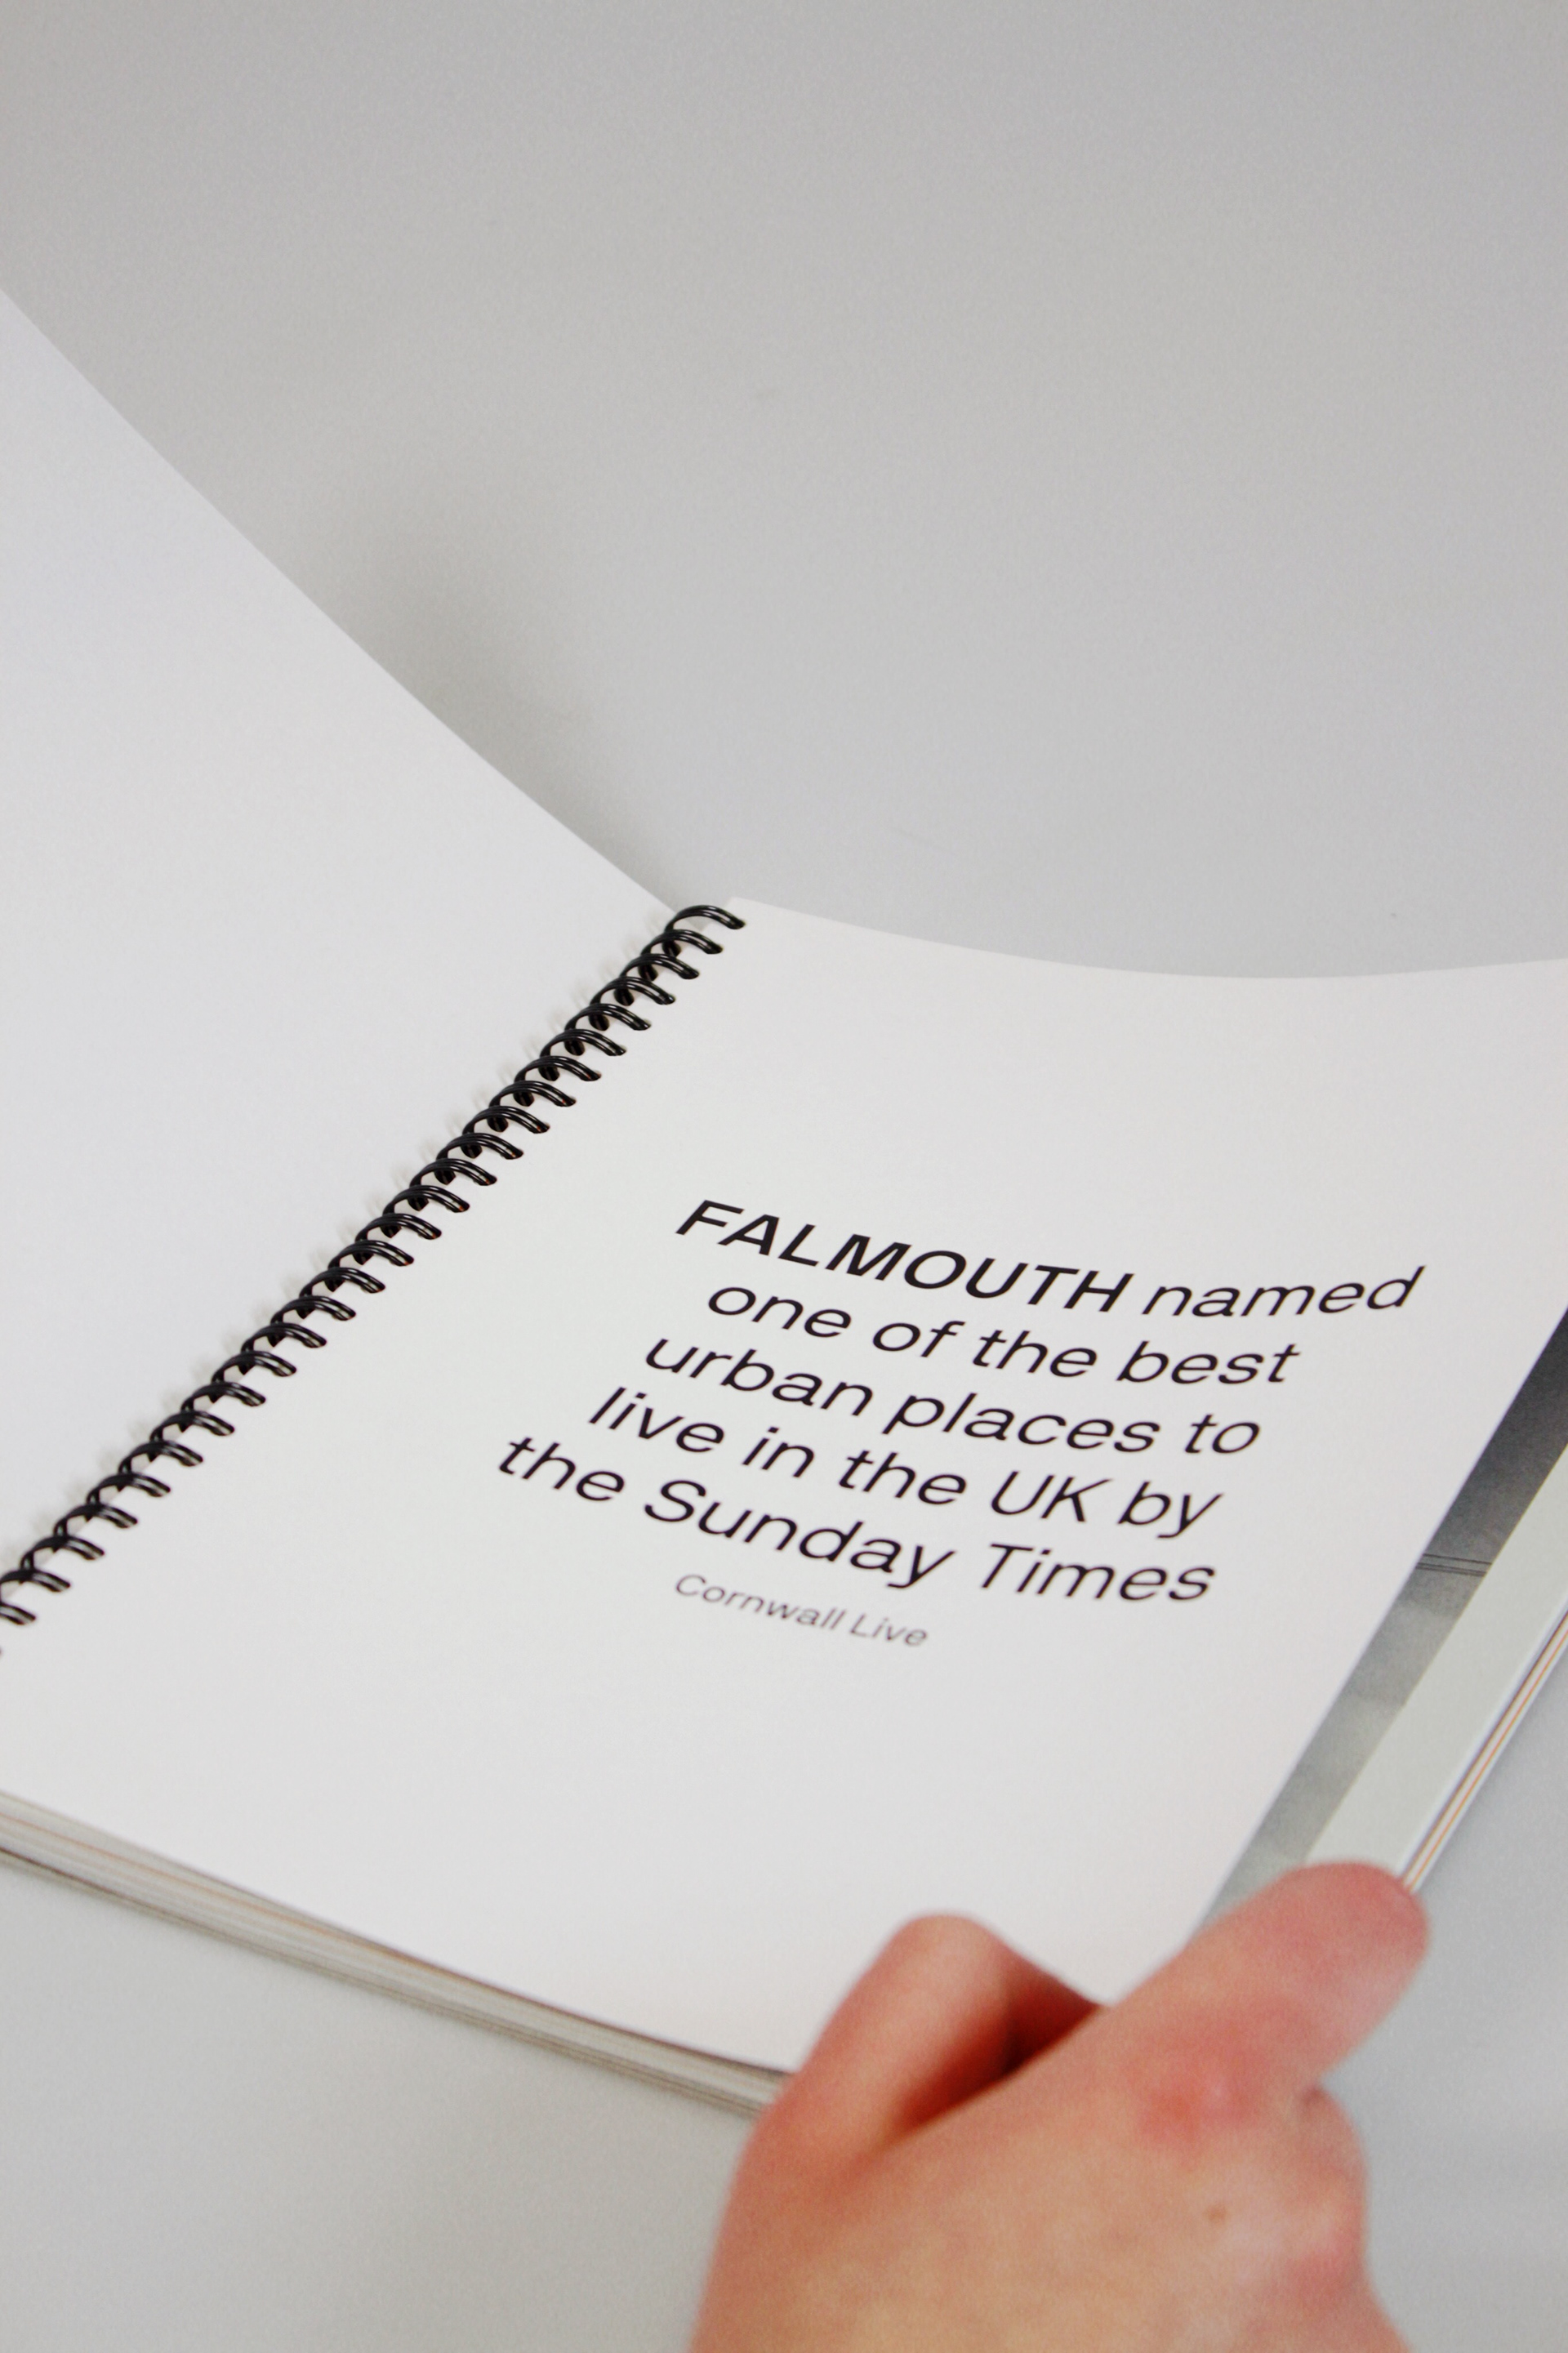 FALMOUTH named
one of the best
urban places to
live in the UK by
the Sunday Times
Cornwall Live